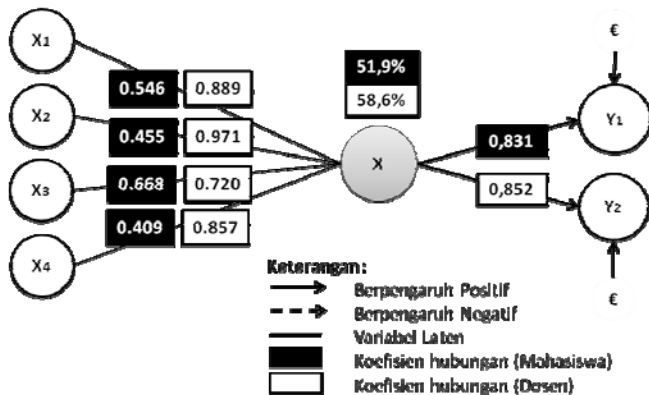 X1
€
51,9%
58,6%
0.546 0.889
X2
Y1
0.455 0.971
0,831
X
X3
0.668 0.720
0,852
Y2
0.409 0.857
X4
Keterangan:
Berpengaruh Positif
€
Berpengaruh Negatif
Variabel Laten
Koefisien hubungan (Mahasiswa)
Koefisien hubungan (Dosen)